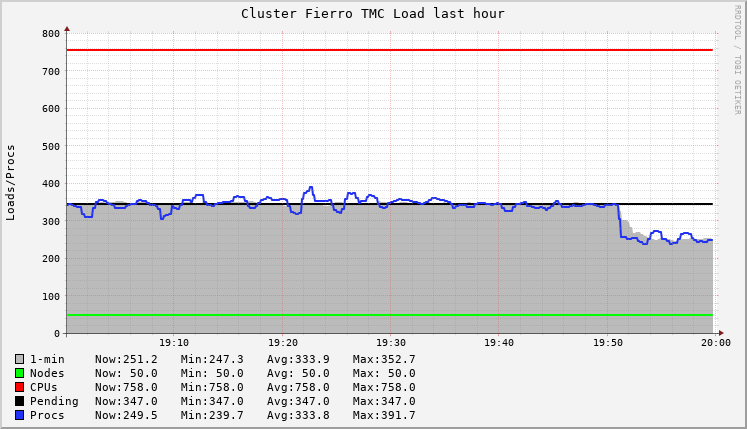 Cluster Fierro TMC Load last hour
RRDTOOL / TOBI OETIKER
Loads/Procs
800
700
600
500
400
300
200
100
0
19:10 19:20 19:30 19:40 19:50 20:00
1-min Now:251.2 Min:247.3 Avg:333.9 Max:352.7
Nodes Now: 50.0 Min: 50.0 Avg: 50.0 Max: 50.0
CPUs Now:758.0 Min:758.0 Avg:758.0 Max:758.0
Pending Now:347.0 Min:347.0 Avg:347.0 Max:347.0
Procs Now:249.5 Min:239.7 Avg:333.8 Max:391.7